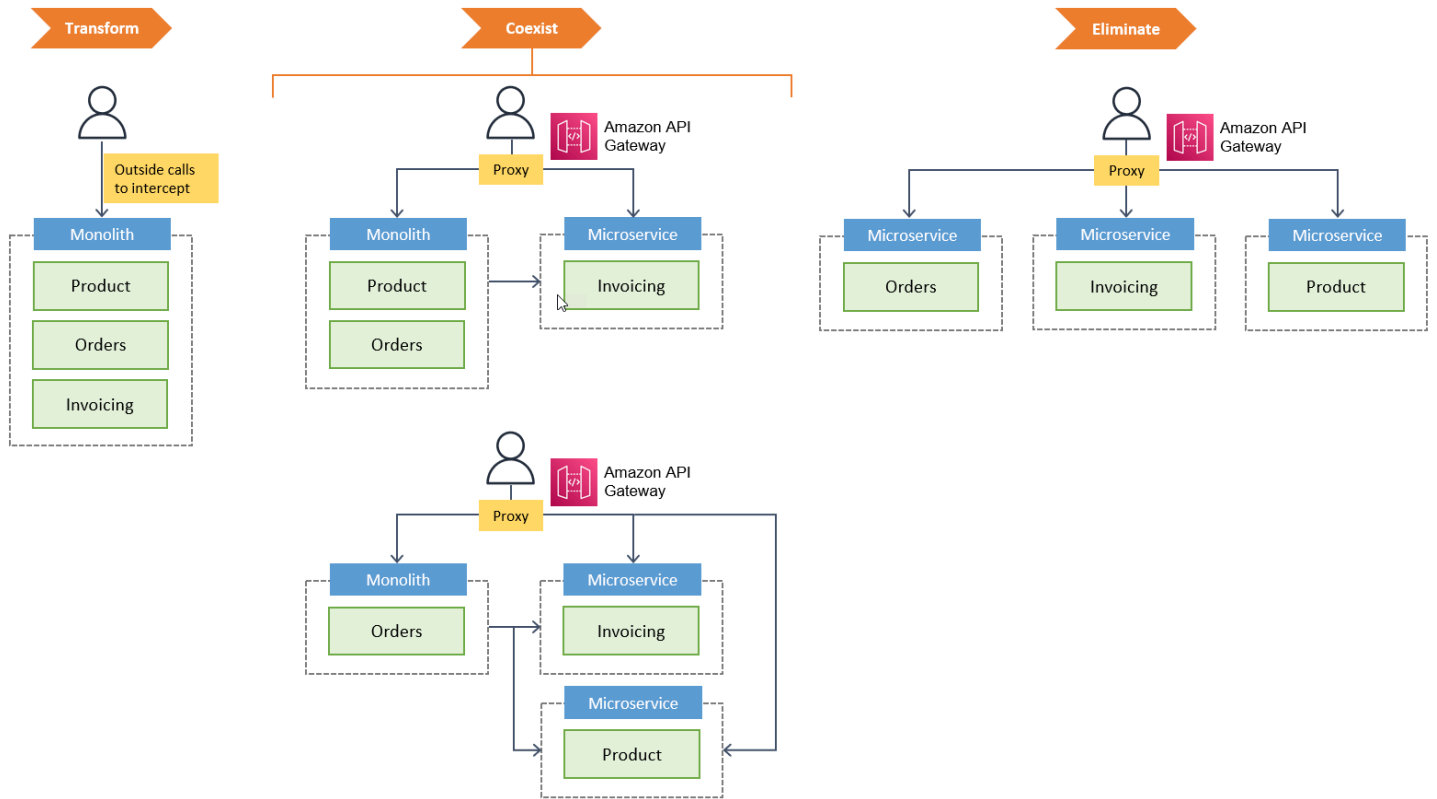 Transform
Coexist
Eliminate
Outside calls
to intercept
Monolith
Product
Orders
Invoicing
Amazon API
Gateway
Proxy
Monolith
Product
Orders
Microservice
Invoicing
Amazon API
Gateway
Proxy
Monolith
Orders
Microservice
Invoicing
Microservice
Product
Amazon API
Gateway
Proxy
Microservice
Orders
Microservice
Invoicing
Microservice
Product